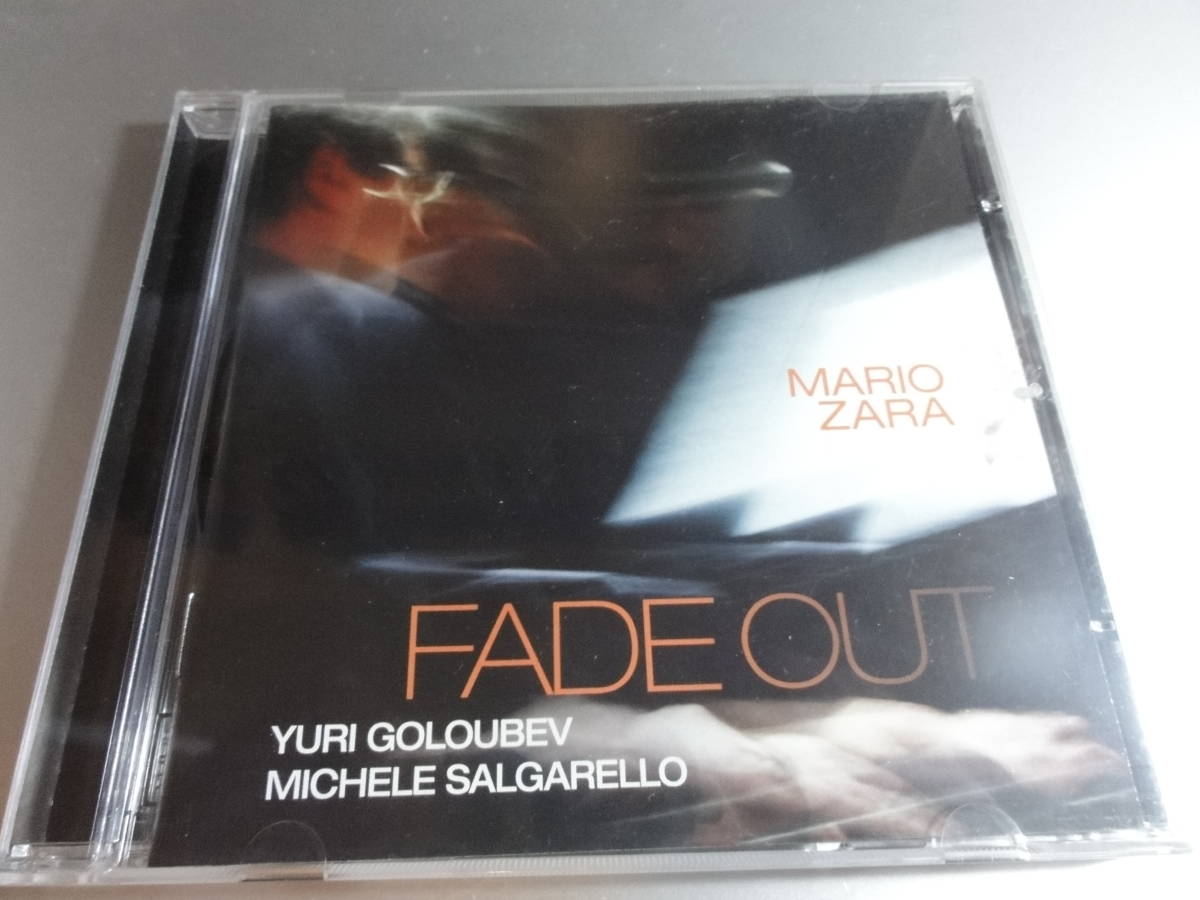 MARIO
ZARA
FADE OUT
YURI GOLOUBEV
MICHELE SALGARELLO